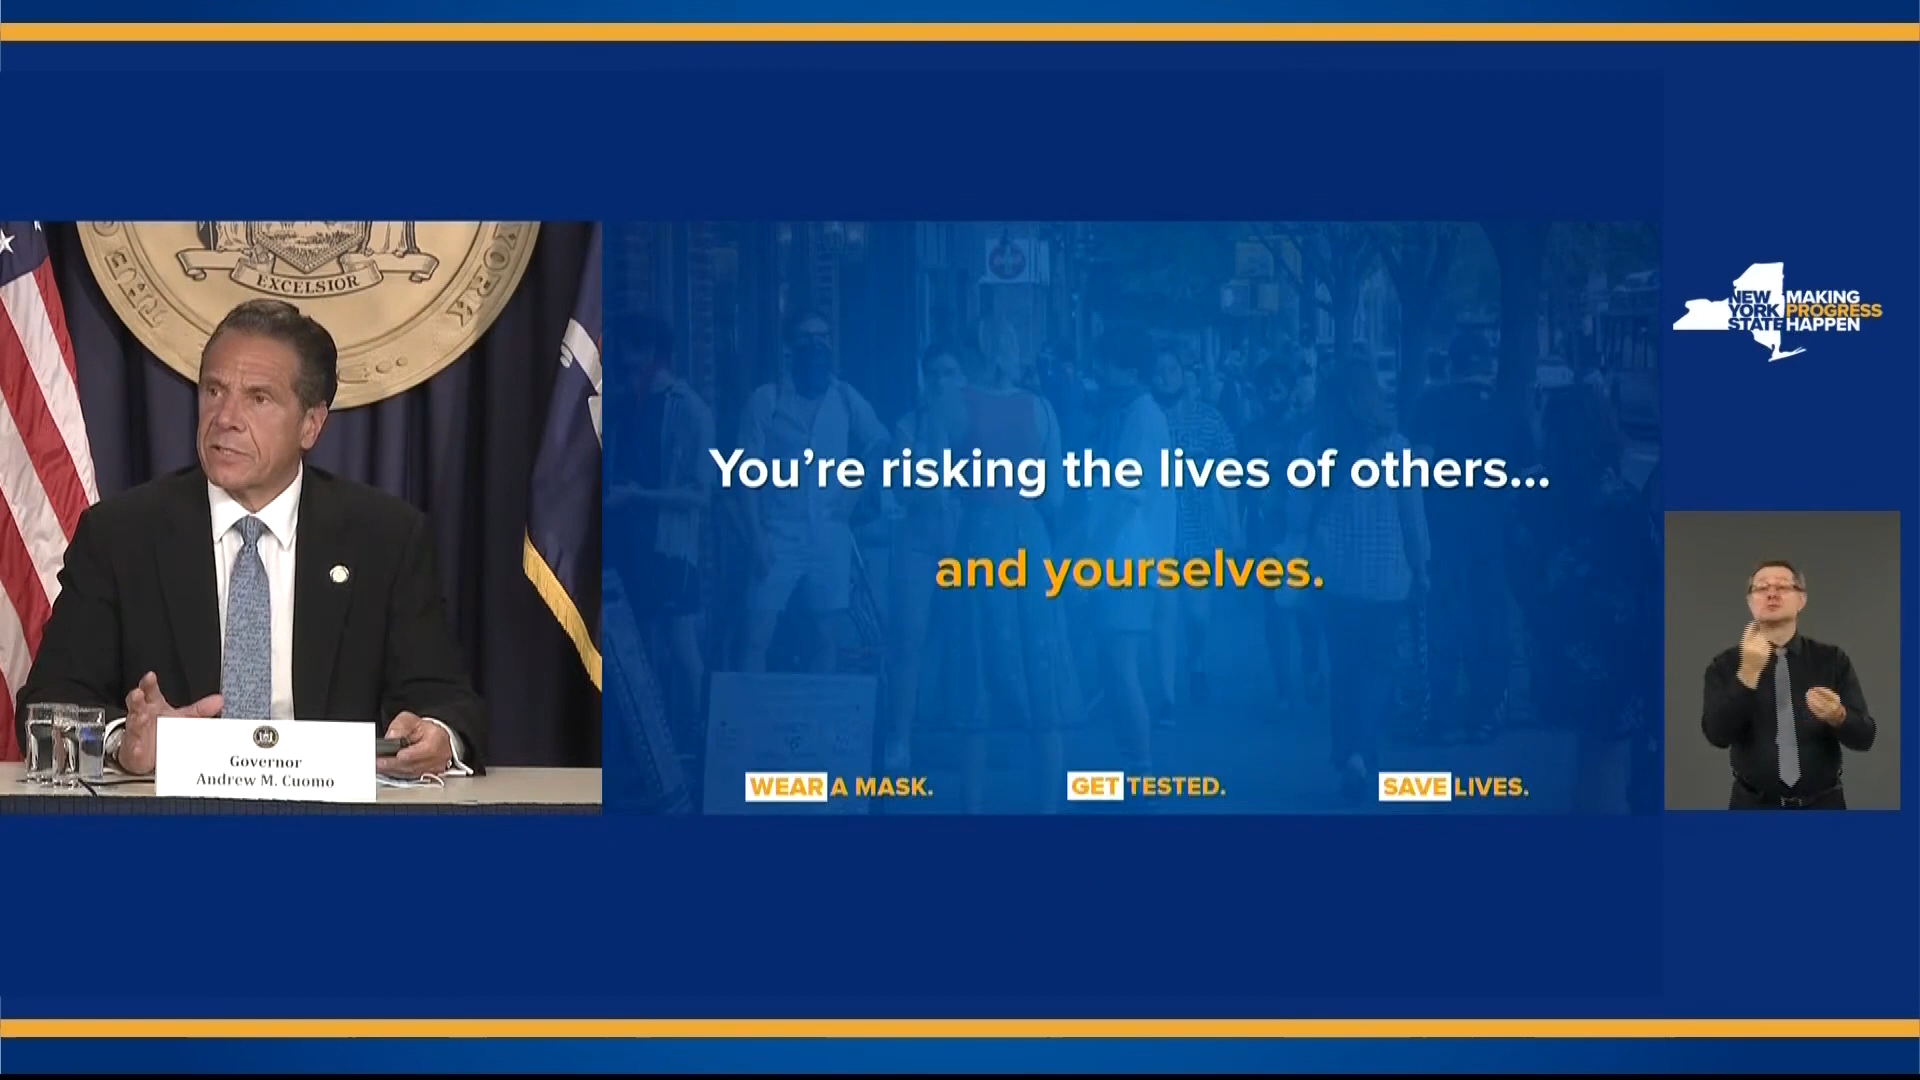 EXCELSIOR
Governor
Andrew M. Cuomo
You're risking the lives of others...
and yourselves.
WEAR A MASK.
GET TESTED.
SAVE LIVES.
NEW
YORK
STATE
MAKING
PROGRESS
HAPPEN